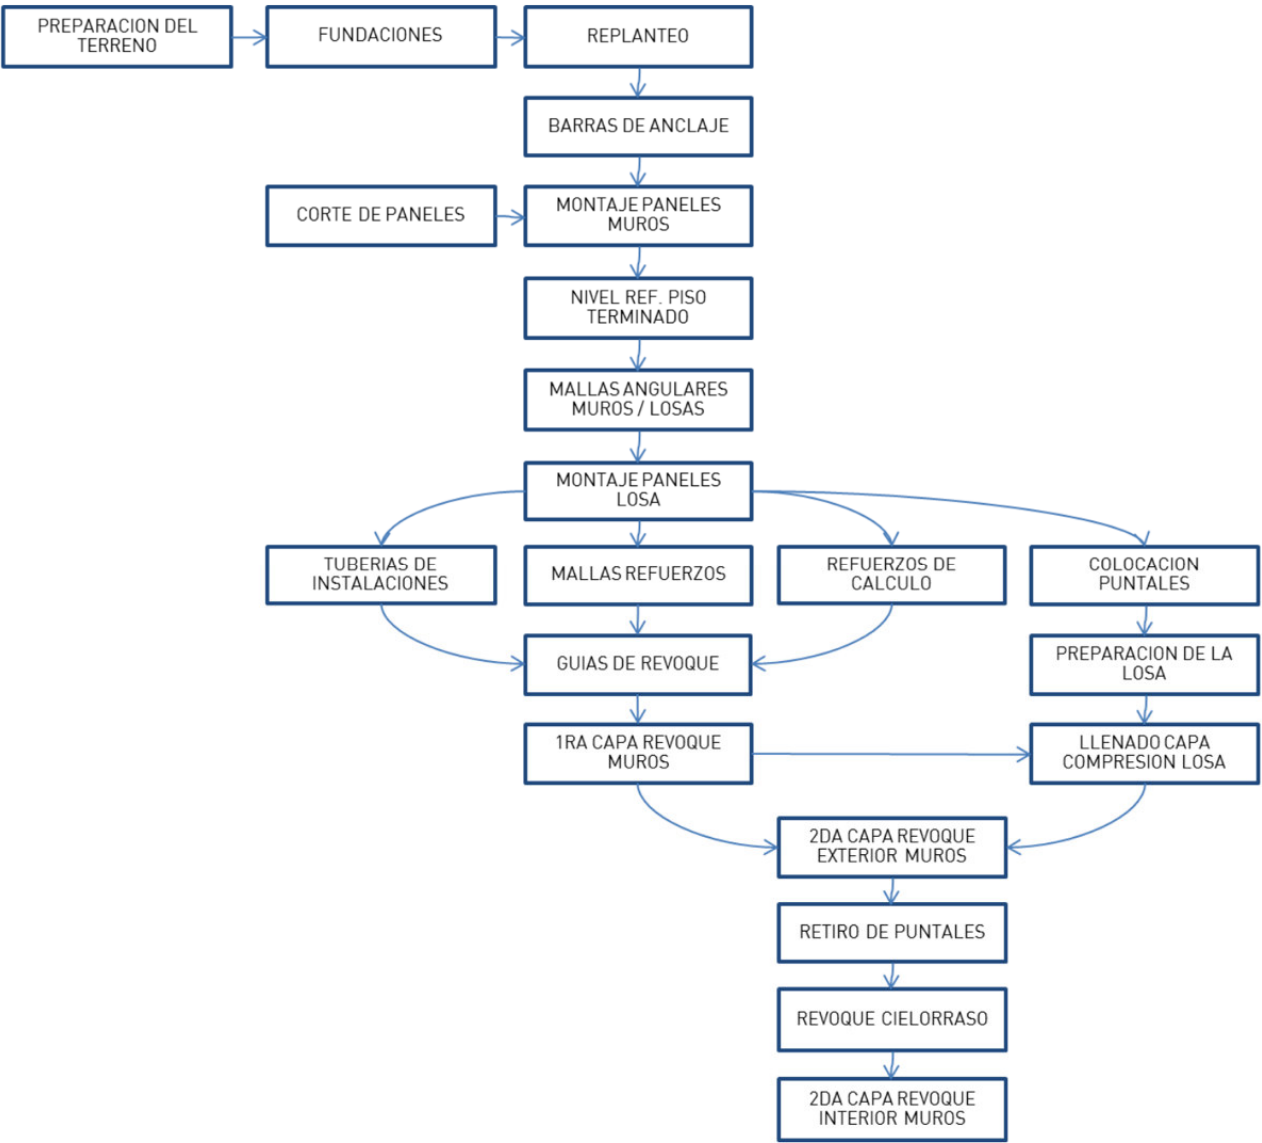 PREPARACION DEL
TERRENO
FUNDACIONES
REPLANTEO
BARRAS DE ANCLAJE
CORTE DE PANELES
MONTAJE PANELES
MUROS
NIVEL REF. PISO
TERMINADO
MALLAS ANGULARES
MUROS / LOSAS
MONTAJE PANELES
LOSA
TUBERIAS DE
INSTALACIONES
MALLAS REFUERZOS
REFUERZOS DE
CALCULO
COLOCACION
PUNTALES
GUIAS DE REVOQUE
PREPARACION DE LA
LOSA
1RA CAPA REVOQUE
MUROS
LLENADO CAPA
COMPRESION LOSA
2DA CAPA REVOQUE
EXTERIOR MUROS
RETIRO DE PUNTALES
REVOQUE CIELORRASO
2DA CAPA REVOQUE
INTERIOR MUROS